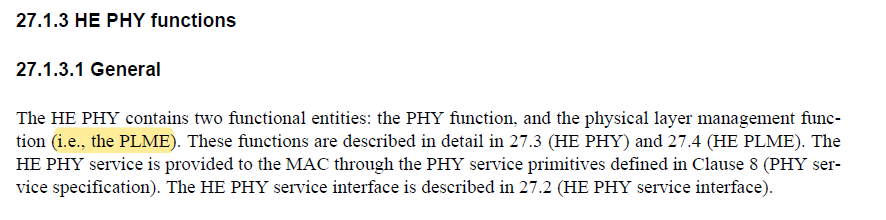 27.1.3 HE PHY functions
27.1.3.1 General
The HE PHY contains two functional entities: the PHY function, and the physical layer management func-
tion (i.e., the PLME). These functions are described in detail in 27.3 (HE PHY) and 27.4 (HE PLME). The
HE PHY service is provided to the MAC through the PHY service primitives defined in Clause 8 (PHY ser-
vice specification). The HE PHY service interface is described in 27.2 (HE PHY service interface).